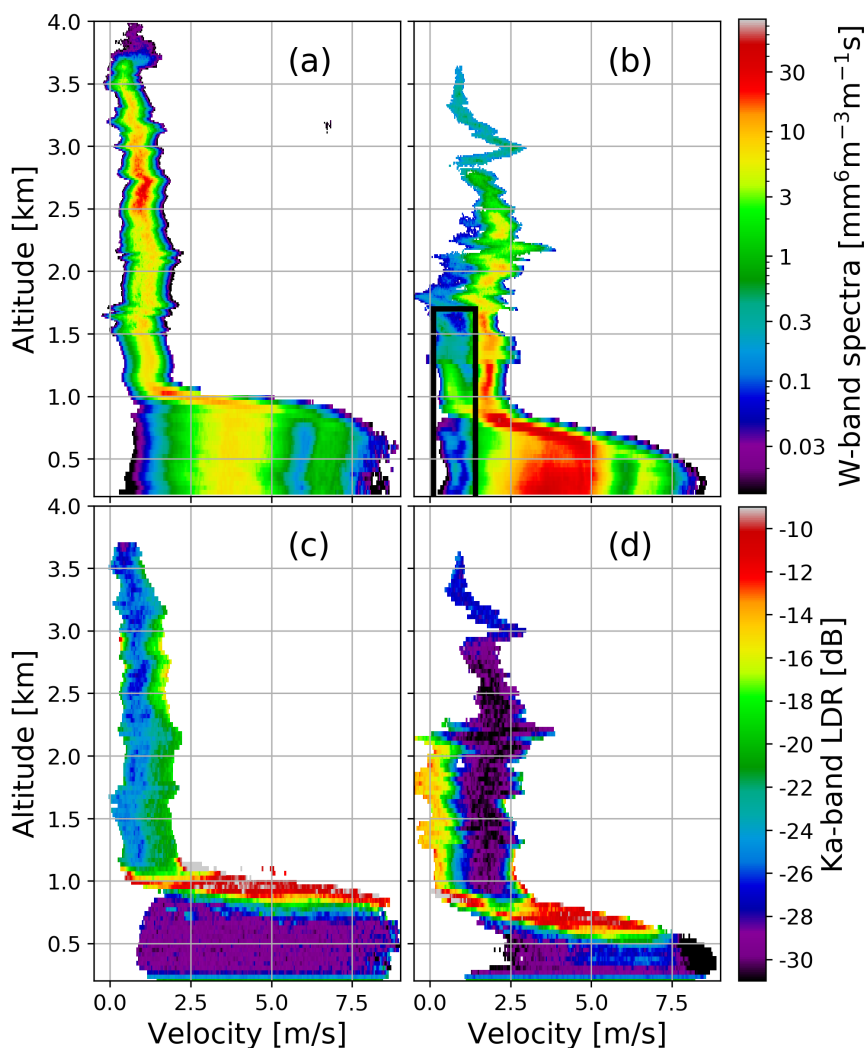 (a)
(b)
4.0
3.5
3.0
2.5
2.0
1.5
1.0
0.5
Altitude [km]
30
10
3
1
0.3
0.1
0.03
W-band spectra [mm⁶m⁻³m⁻¹s]
(c)
(d)
4.0
3.5
3.0
2.5
2.0
1.5
1.0
0.5
Altitude [km]
-10
-12
-14
-16
-18
-20
-22
-24
-26
-28
-30
Ka-band LDR [dB]
0.0 2.5 5.0 7.5
0.0 2.5 5.0 7.5
Velocity [m/s]
Velocity [m/s]